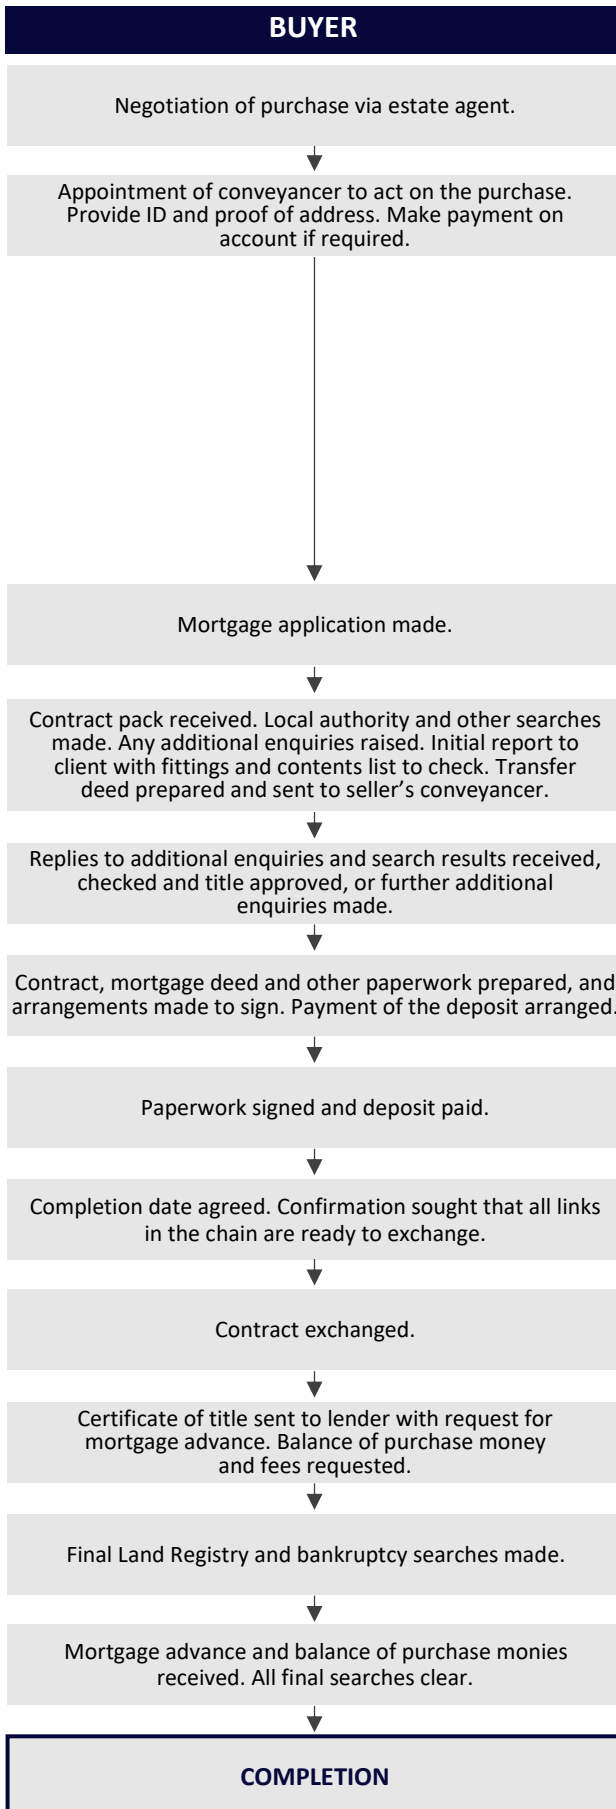 BUYER
Negotiation of purchase via estate agent.
Appointment of conveyancer to act on the purchase.
Provide ID and proof of address. Make payment on
account if required.
Mortgage application made.
Contract pack received. Local authority and other searches
made. Any additional enquiries raised. Initial report to
client with fittings and contents list to check. Transfer
deed prepared and sent to seller’s conveyancer.
Replies to additional enquiries and search results received,
checked and title approved, or further additional
enquiries made.
Contract, mortgage deed and other paperwork prepared, and
arrangements made to sign. Payment of the deposit arranged.
Paperwork signed and deposit paid.
Completion date agreed. Confirmation sought that all links
in the chain are ready to exchange.
Contract exchanged.
Certificate of title sent to lender with request for
mortgage advance. Balance of purchase money
and fees requested.
Final Land Registry and bankruptcy searches made.
Mortgage advance and balance of purchase monies
received. All final searches clear.
COMPLETION